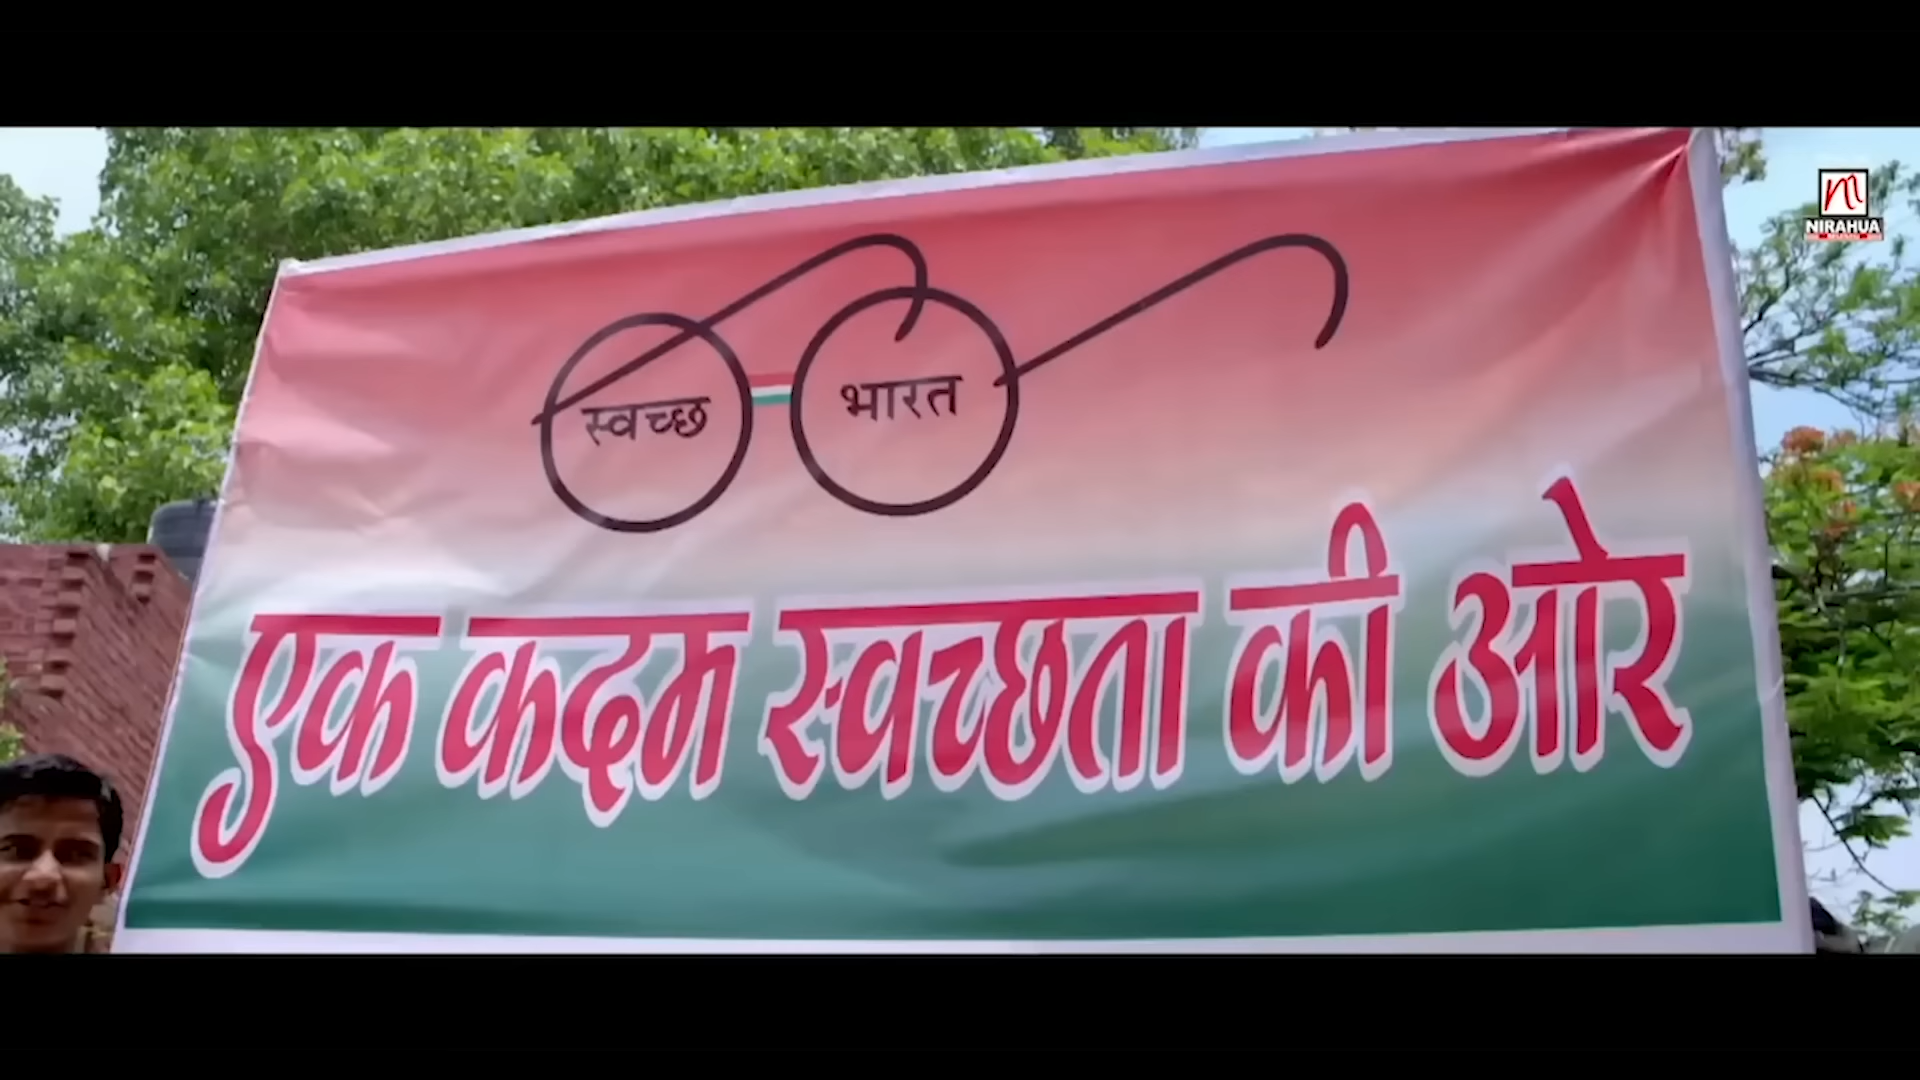 स्वच्छ भारत
एक कदम स्वच्छता की ओर
NIRAHUA